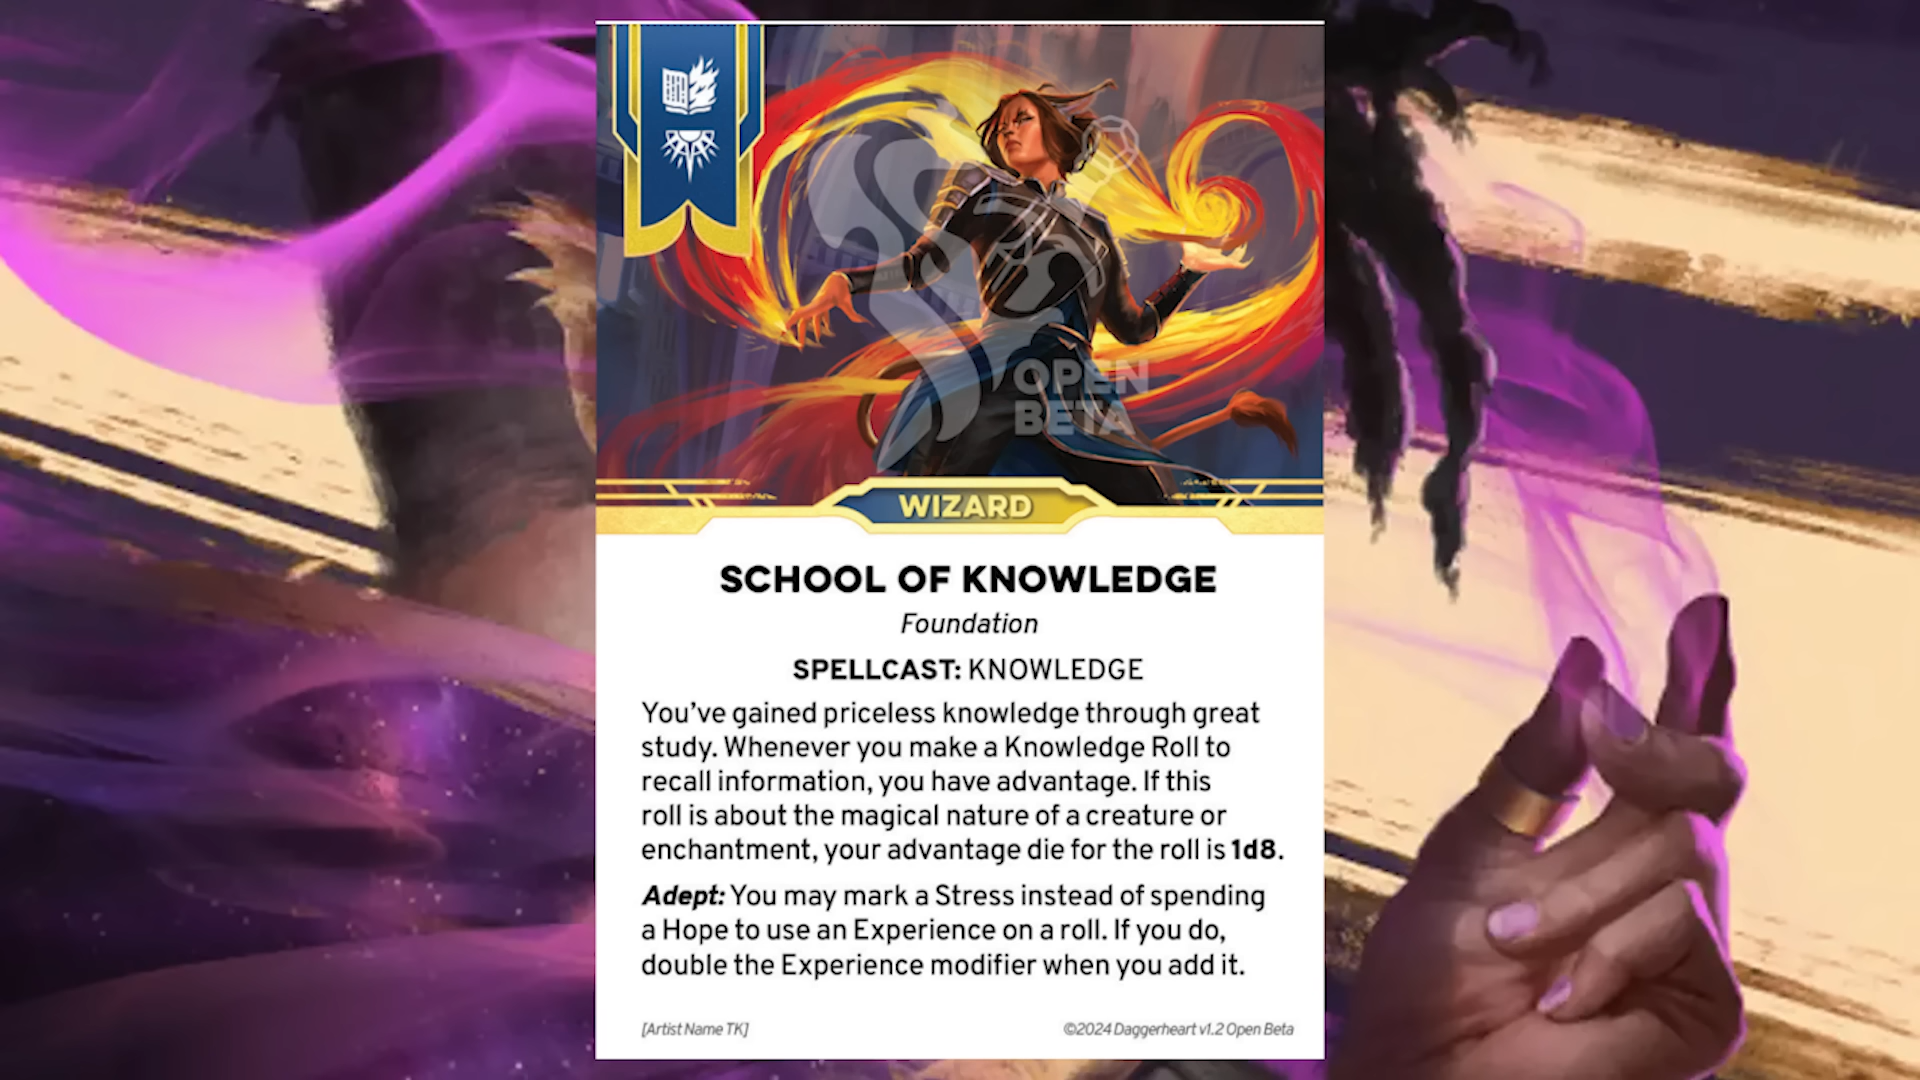 OPEN
BETA
WIZARD
SCHOOL OF KNOWLEDGE
Foundation
SPELLCAST: KNOWLEDGE
You’ve gained priceless knowledge through great
study. Whenever you make a Knowledge Roll to
recall information, you have advantage. If this
roll is about the magical nature of a creature or
enchantment, your advantage die for the roll is 1d8.
Adept: You may mark a Stress instead of spending
a Hope to use an Experience on a roll. If you do,
double the Experience modifier when you add it.
[Artist Name TK]
©2024 Daggerheart v1.2 Open Beta